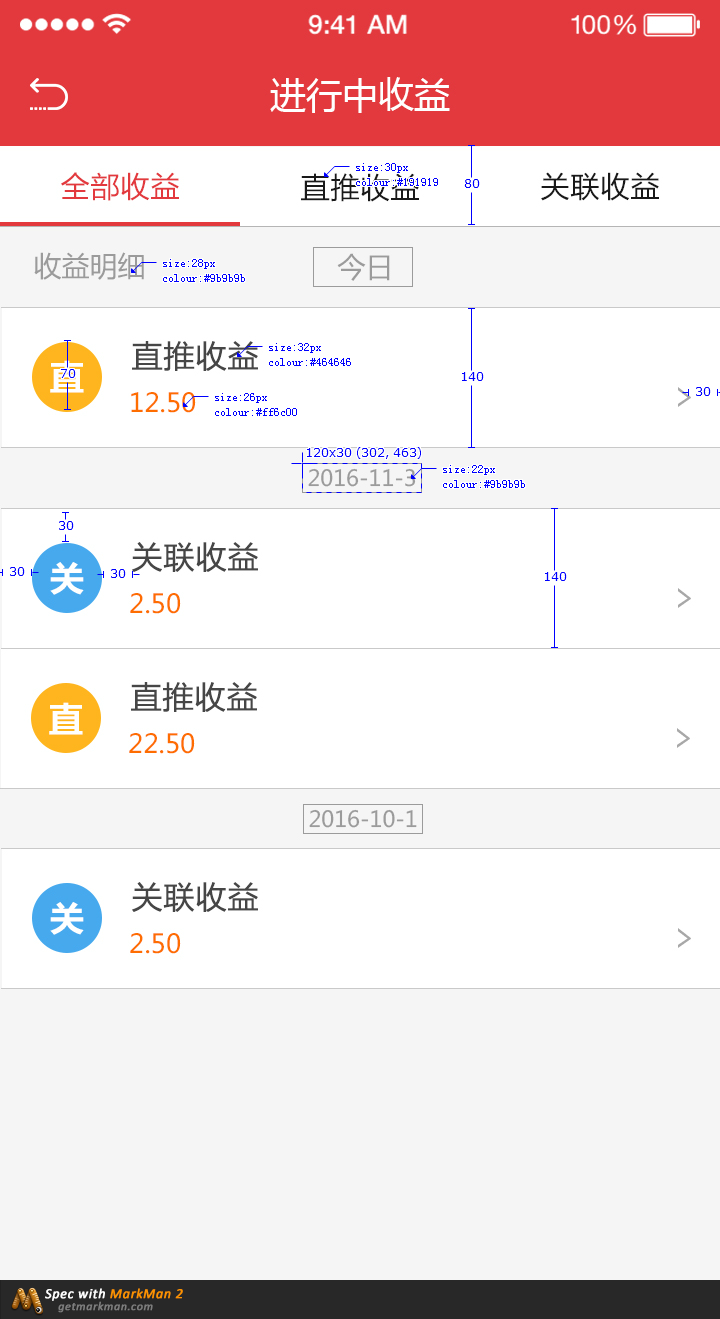 9:41 AM 100%
进行中收益
全部收益 直推收益 关联收益
size:30px
colour:#191919
80
收益明细 今日
size:28px
colour:#9b9b9b
直 直推收益
size:32px
colour:#464646
70
140
30
12.50
size:26px
colour:#ff6c00
120x30 (302, 463)
2016-11-3
size:22px
colour:#9b9b9b
30
关 关联收益
30 30
140
2.50
直 直推收益
22.50
2016-10-1
关 关联收益
2.50
Spec with MarkMan 2
getmarkman.com